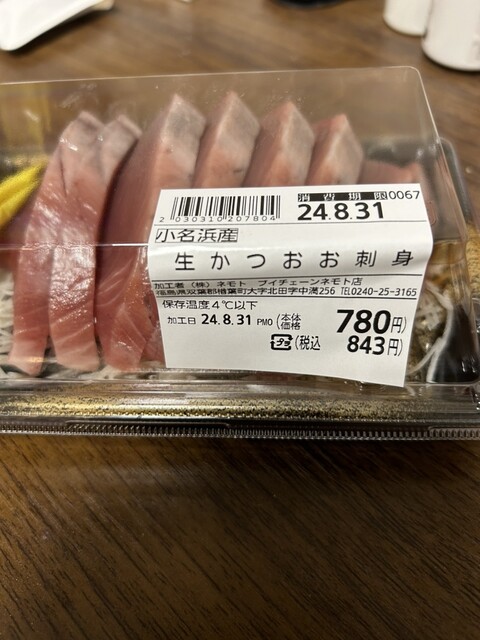 消費期限 0067
2 030310 207804 24.8.31
小名浜産
生かつおお刺身
加工者 (株) ネモト ブイチェーンネモト店
福島県双葉郡楢葉町大字北田字中満256 TEL0240-25-3165
保存温度4℃以下
加工日 24.8.31 PM0 (本体価格 780円)
プラ (税込 843円)